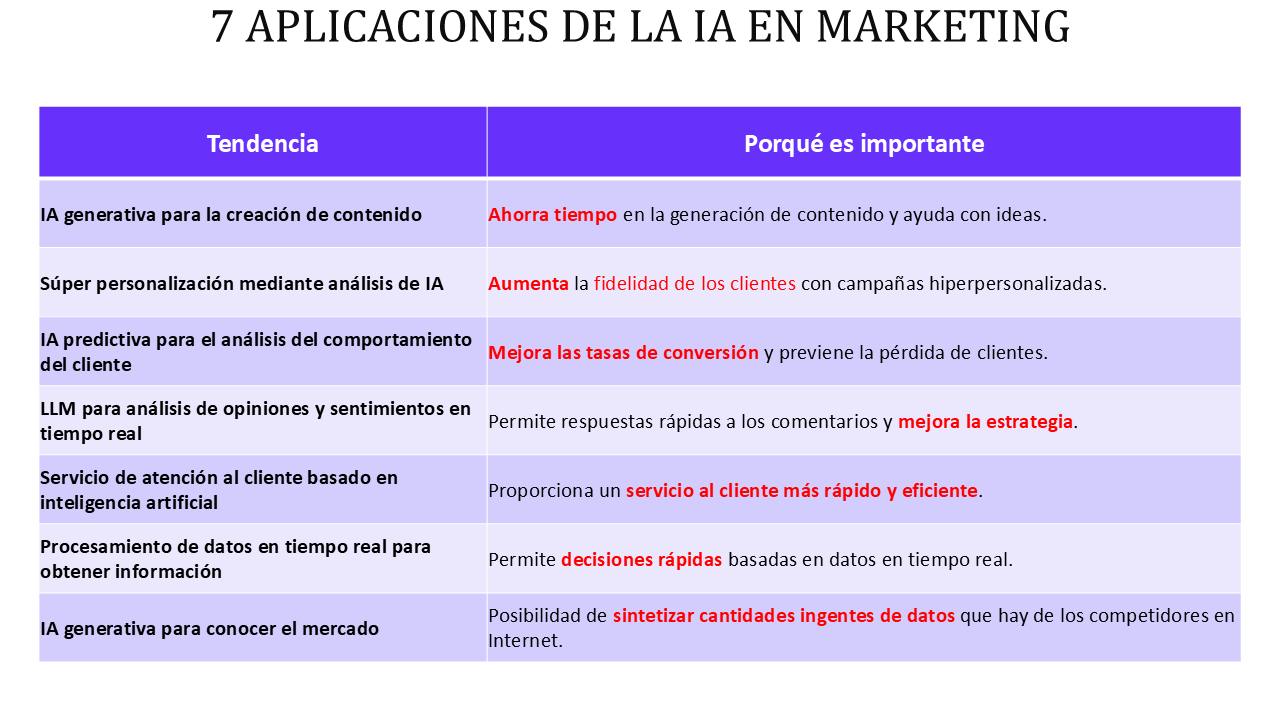 7 APLICACIONES DE LA IA EN MARKETING
Tendencia
Porqué es importante
IA generativa para la creación de contenido
Ahorra tiempo en la generación de contenido y ayuda con ideas.
Súper personalización mediante análisis de IA
Aumenta la fidelidad de los clientes con campañas hiperpersonalizadas.
IA predictiva para el análisis del comportamiento
del cliente
Mejora las tasas de conversión y previene la pérdida de clientes.
LLM para análisis de opiniones y sentimientos en
tiempo real
Permite respuestas rápidas a los comentarios y mejora la estrategia.
Servicio de atención al cliente basado en
inteligencia artificial
Proporciona un servicio al cliente más rápido y eficiente.
Procesamiento de datos en tiempo real para
obtener información
Permite decisiones rápidas basadas en datos en tiempo real.
IA generativa para conocer el mercado
Posibilidad de sintetizar cantidades ingentes de datos que hay de los competidores en
Internet.